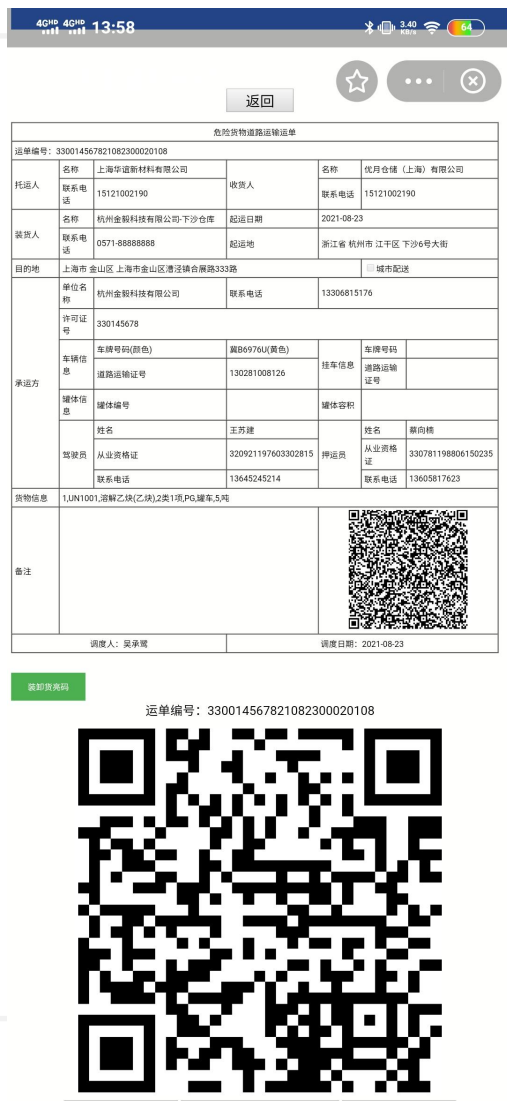 4GHD 4GHD 13:58 3.40 KB/s 64
返回
危险货物道路运输运单
运单编号：330014567821082300020108
托运人 名称 上海华谊新材料有限公司 收货人 名称 优月仓储（上海）有限公司
联系电话 15121002190 联系电话 15121002190
装货人 名称 杭州金毅科技有限公司-下沙仓库 起运日期 2021-08-23
联系电话 0571-88888888 起运地 浙江省 杭州市 江干区 下沙6号大街
目的地 上海市 金山区 上海市金山区漕泾镇合展路333路 城市配送
承运方 单位名称 杭州金毅科技有限公司 联系电话 13306815176
许可证号 330145678
车辆信息 车牌号码(颜色) 冀B6976U(黄色) 挂车信息 车牌号码
道路运输证号 130281008126 道路运输证号
罐体信息 罐体编号 罐体容积
驾驶员 姓名 王苏建 押运员 姓名 蔡向楠
从业资格证 320921197603302815 从业资格证 330781198806150235
联系电话 13645245214 联系电话 13605817623
货物信息 1,UN1001,溶解乙炔(乙炔),2类1项,PG,罐车,5,吨
备注
调度人：吴承鹭 调度日期：2021-08-23
装卸货亮码
运单编号：330014567821082300020108